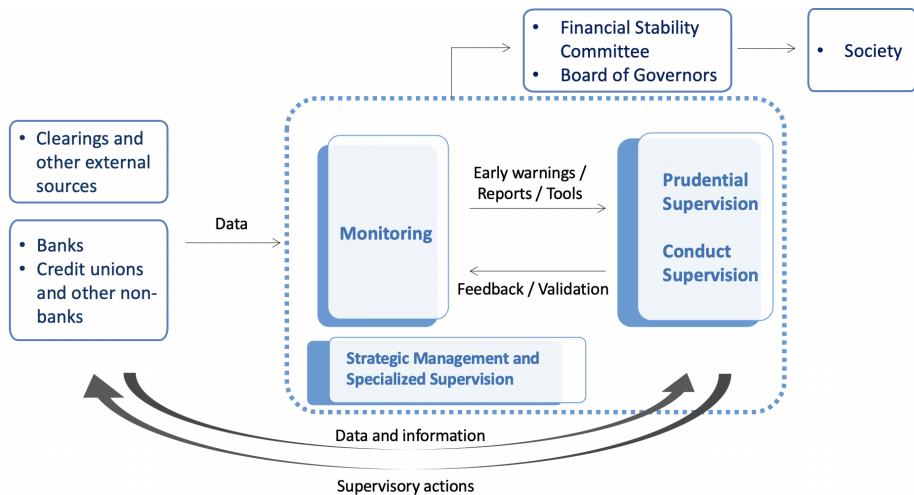 • Financial Stability
Committee
• Board of Governors
• Society
• Clearings and
other external
sources
• Banks
• Credit unions
and other non-
banks
Data
Monitoring
Early warnings /
Reports / Tools
Feedback / Validation
Prudential
Supervision
Conduct
Supervision
Strategic Management and
Specialized Supervision
Data and information
Supervisory actions